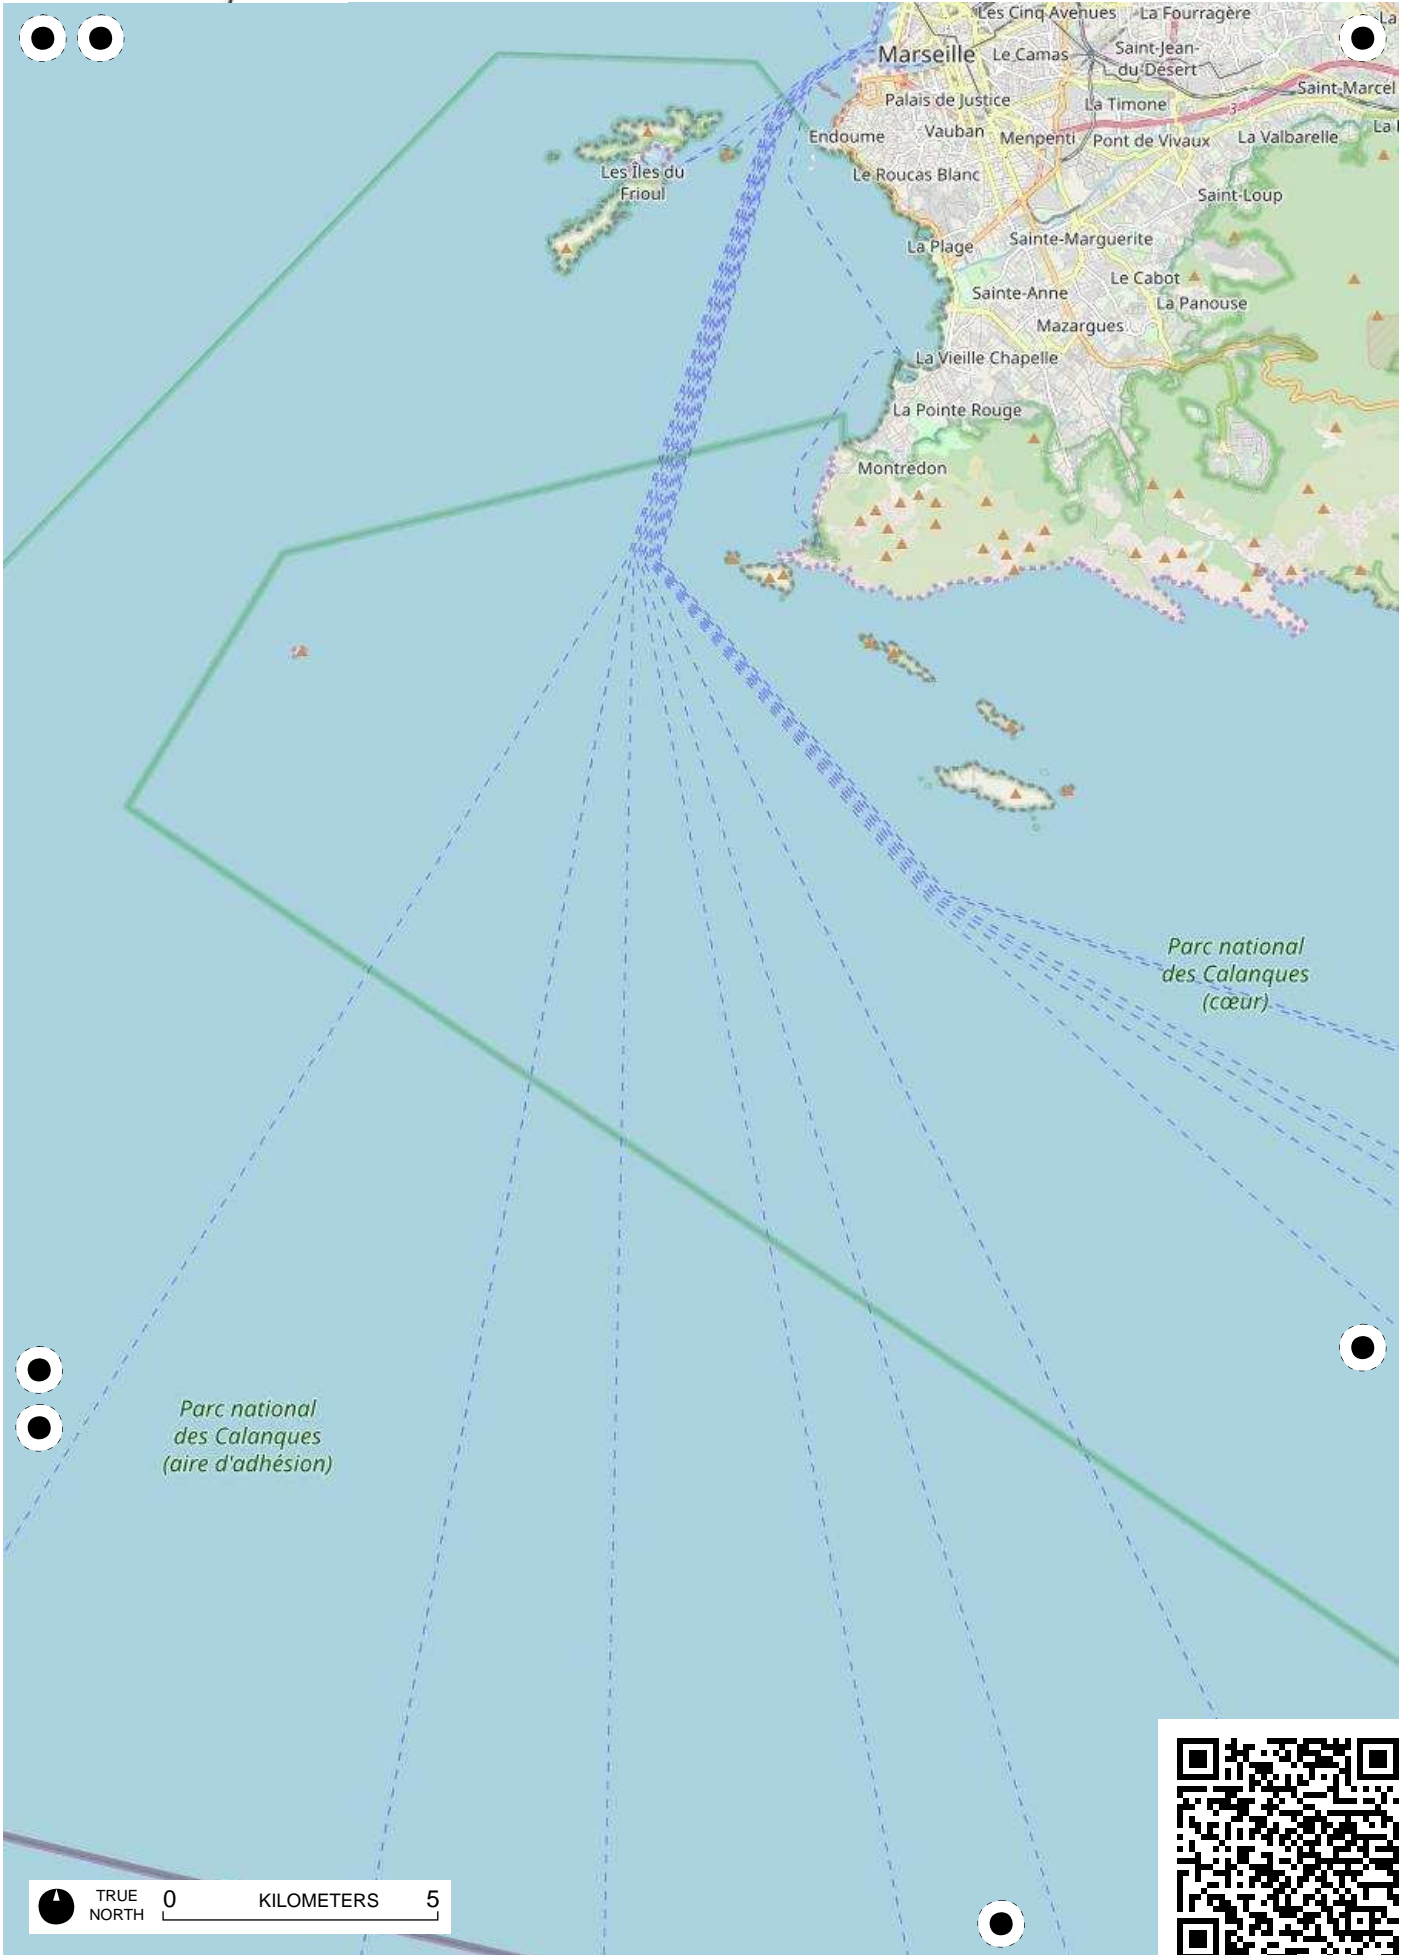 Les Cinq Avenues
La Fourragère
La
Marseille
Le Camas
Saint-Jean-
du-Désert
Saint-Marcel
Palais de Justice
La Timone
3
Endoume
Vauban
Menpenti
Pont de Vivaux
La Valbarelle
Les Îles du
Frioul
Le Roucas Blanc
Saint-Loup
La Plage
Sainte-Marguerite
Le Cabot
Sainte-Anne
La Panouse
Mazargues
La Vieille Chapelle
La Pointe Rouge
Montredon
Parc national
des Calanques
(cœur)
Parc national
des Calanques
(aire d'adhésion)
TRUE
NORTH
0 KILOMETERS 5